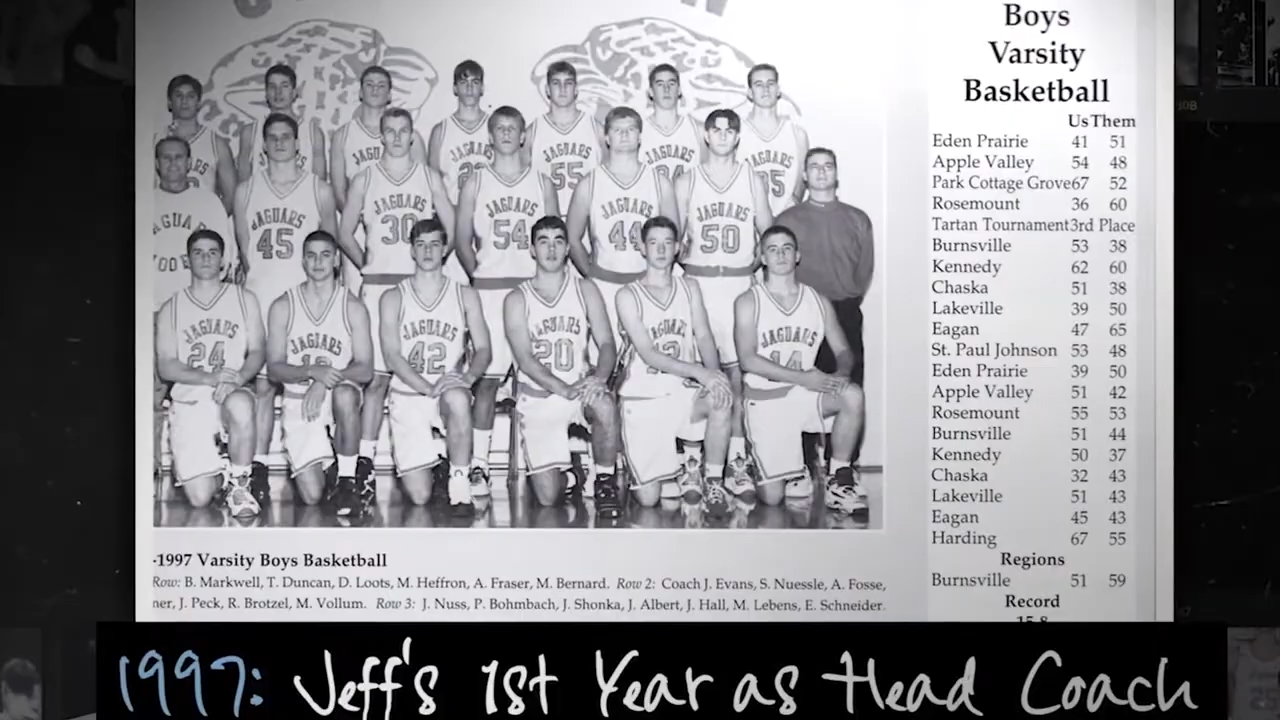 Boys
Varsity
Basketball
Us Them
Eden Prairie 41 51
Apple Valley 54 48
Park Cottage Grove 67 52
Rosemount 36 60
Tartan Tournament 3rd Place
Burnsville 53 38
Kennedy 62 60
Chaska 51 38
Lakeville 39 50
Eagan 47 65
St. Paul Johnson 53 48
Eden Prairie 39 50
Apple Valley 51 42
Rosemount 55 53
Burnsville 51 44
Kennedy 50 37
Chaska 32 43
Lakeville 51 43
Eagan 45 43
Harding 67 55
Regions
Burnsville 51 59
Record
15-8
JAGUARS
55
JAGUARS
45
JAGUARS
30
JAGUARS
54
JAGUARS
44
JAGUARS
50
JAGUARS
24
JAGUARS
JAGUARS
42
JAGUARS
20
JAGUARS
JAGUARS
14
-1997 Varsity Boys Basketball
Row: B. Markwell, T. Duncan, D. Loots, M. Heffron, A. Fraser, M. Bernard. Row 2: Coach J. Evans, S. Nuessle, A. Fosse,
ner, J. Peck, R. Brotzel, M. Vollum. Row 3: J. Nuss, P. Bohmbach, J. Shonka, J. Albert, J. Hall, M. Lebens, E. Schneider.
1997: Jeff's 1st Year as Head Coach